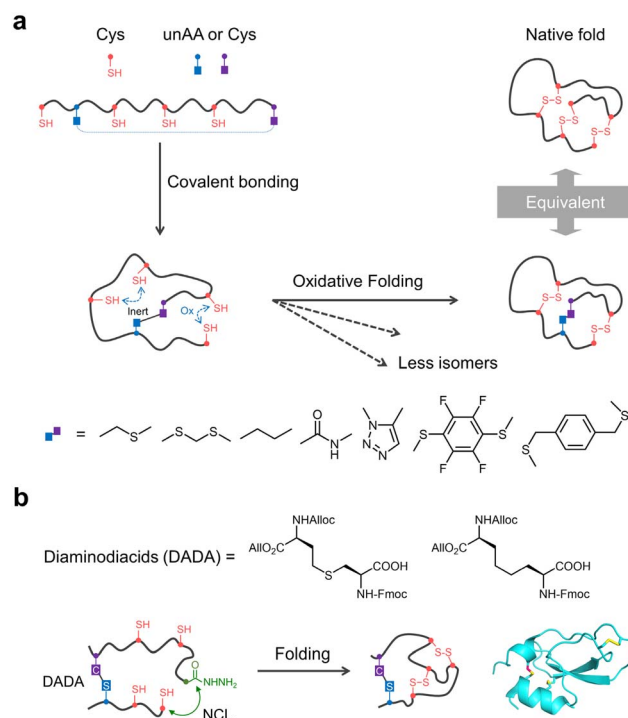 a
Cys
unAA or Cys
Native fold
SH
S–S
S–S
S–S
SH
SH
SH
SH
Covalent bonding
Equivalent
SH
SH
SH
SH
Inert
Ox
Oxidative Folding
Less isomers
S–S
S–S
=
S
S
S
O
N
H
N
N=N
F
F
S
S
F
F
S
S
b
Diaminodiacids (DADA) =
NHAlloc
AllO2C
S
COOH
NH-Fmoc
NHAlloc
AllO2C
COOH
NH-Fmoc
SH
SH
O
NHNH2
C
S
SH
SH
DADA
NCL
Folding
S–S
S–S
C
S